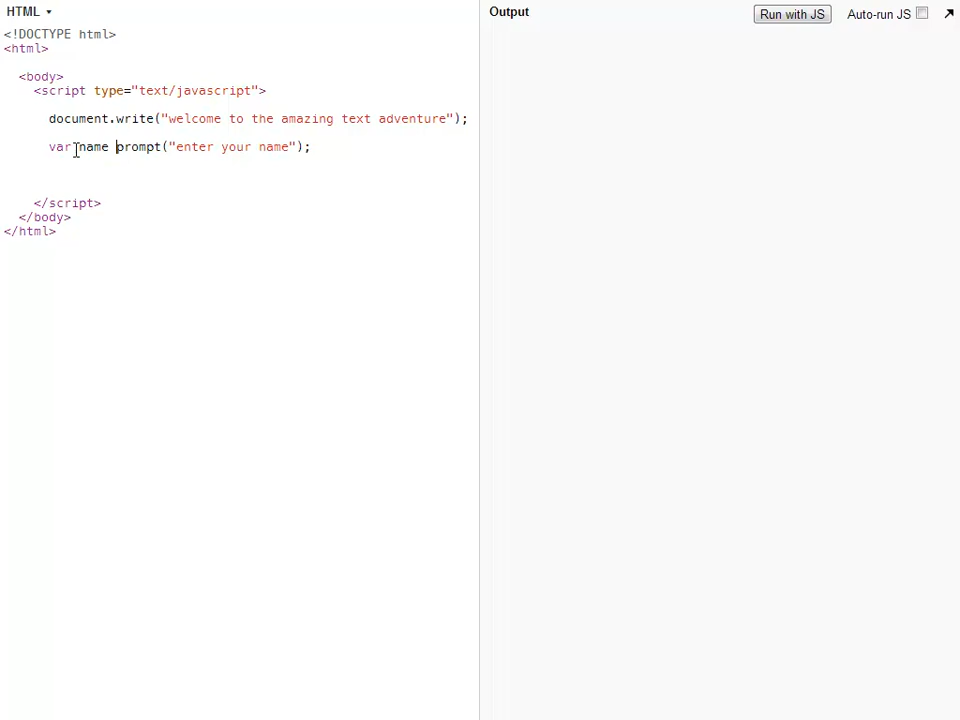 HTML Output Run with JS Auto-run JS
<!DOCTYPE html>
<html>
<body>
<script type="text/javascript">
document.write("welcome to the amazing text adventure");
var name prompt("enter your name");
</script>
</body>
</html>